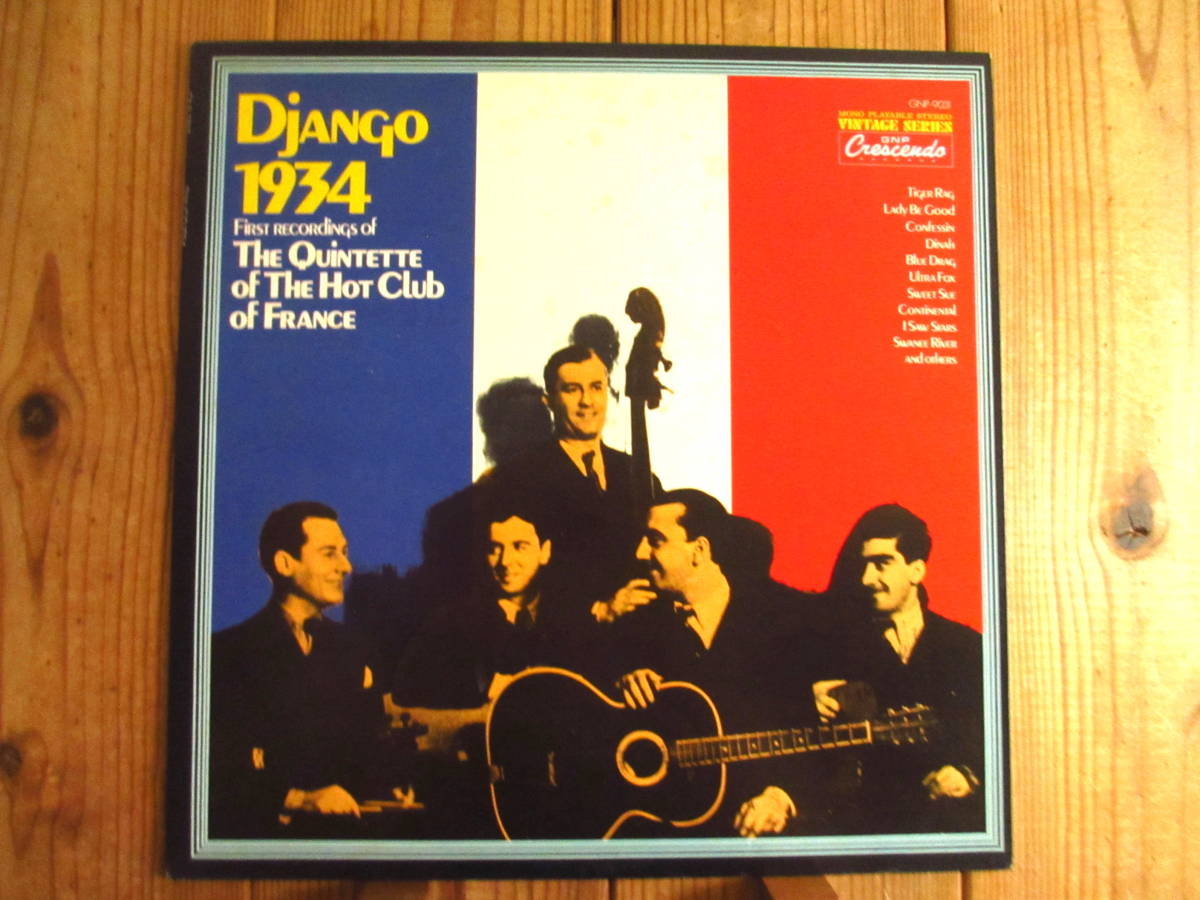 Django
1934
First recordings of
The Quintette
of The Hot Club
of France
GNP-9031
MONO PLAYABLE STEREO
VINTAGE SERIES
GNP
Crescendo
RECORDS
Tiger Rag
Lady Be Good
Confessin
Dinah
Blue Drag
Ultra Fox
Sweet Sue
Continental
I Saw Stars
Swanee River
and others